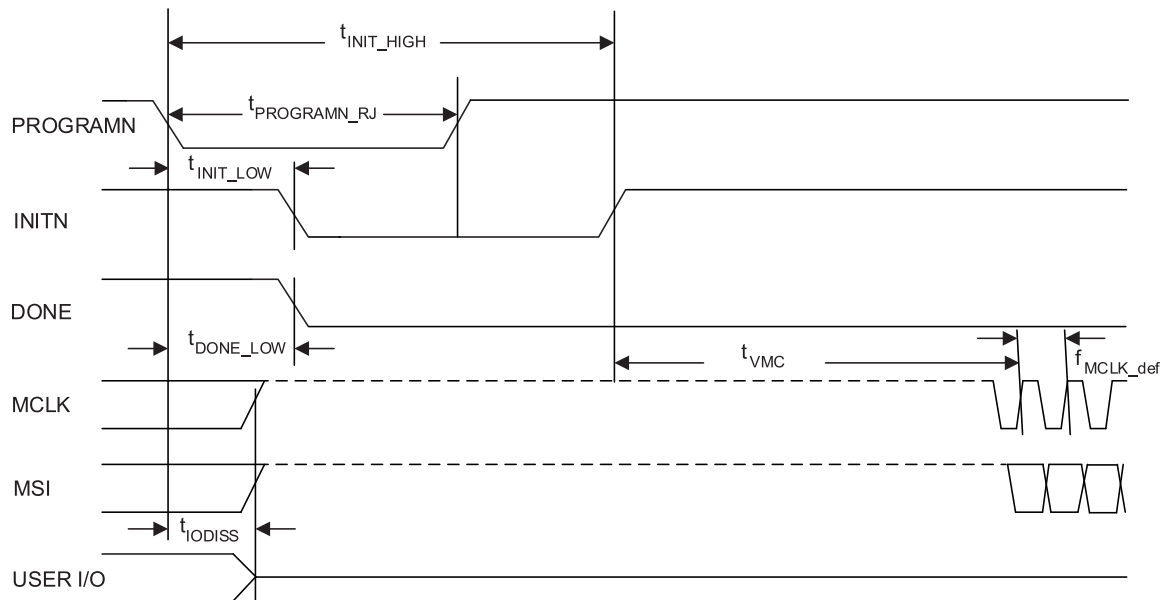 tINIT_HIGH
PROGRAMN
tPROGRAMN_RJ
tINIT_LOW
INITN
DONE
tDONE_LOW
tVMC
fMCLK_def
MCLK
MSI
tIODISS
USER I/O